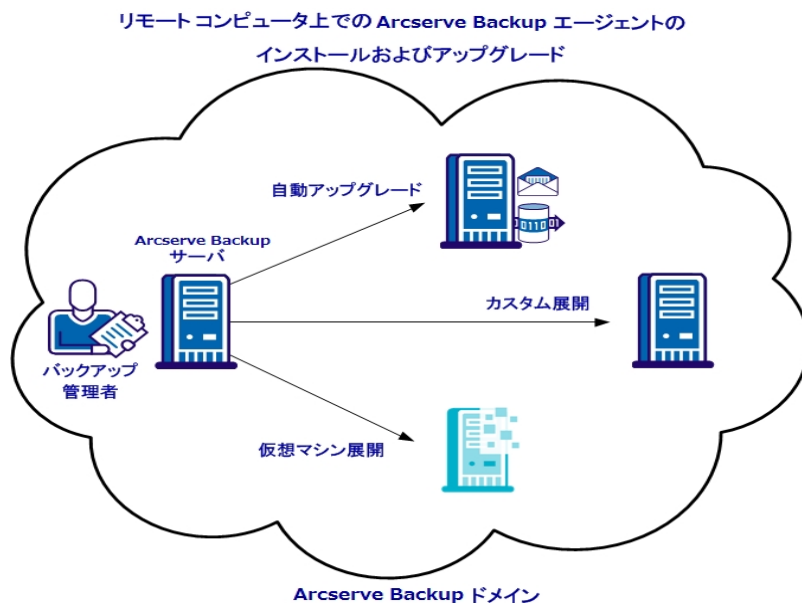 リモート コンピュータ上での Arcserve Backup エージェントの
インストールおよびアップグレード
自動アップグレード
Arcserve Backup
サーバ
カスタム展開
バックアップ
管理者
仮想マシン展開
Arcserve Backup ドメイン
0110 01